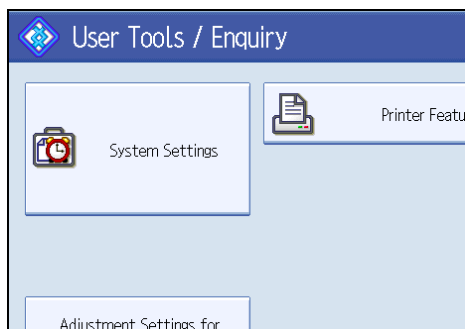 User Tools / Enquiry
System Settings
Printer Featu
Adjustment Settings for